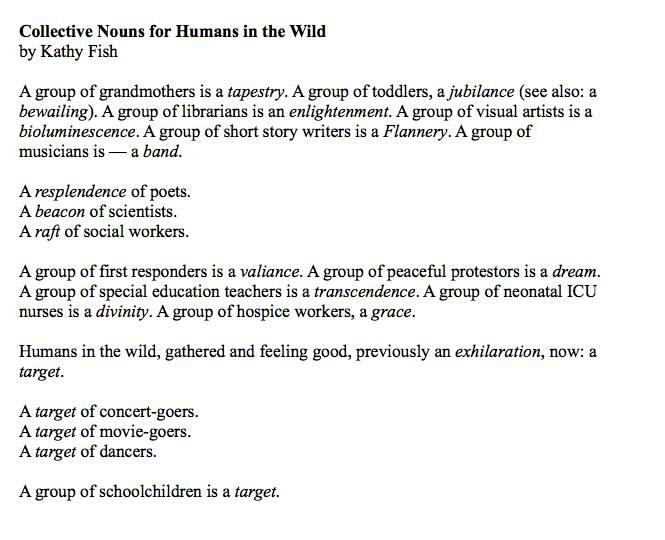 Collective Nouns for Humans in the Wild
by Kathy Fish
A group of grandmothers is a tapestry. A group of toddlers, a jubilance (see also: a
bewailing). A group of librarians is an enlightenment. A group of visual artists is a
bioluminescence. A group of short story writers is a Flannery. A group of
musicians is — a band.
A resplendence of poets.
A beacon of scientists.
A raft of social workers.
A group of first responders is a valiance. A group of peaceful protestors is a dream.
A group of special education teachers is a transcendence. A group of neonatal ICU
nurses is a divinity. A group of hospice workers, a grace.
Humans in the wild, gathered and feeling good, previously an exhilaration, now: a
target.
A target of concert-goers.
A target of movie-goers.
A target of dancers.
A group of schoolchildren is a target.